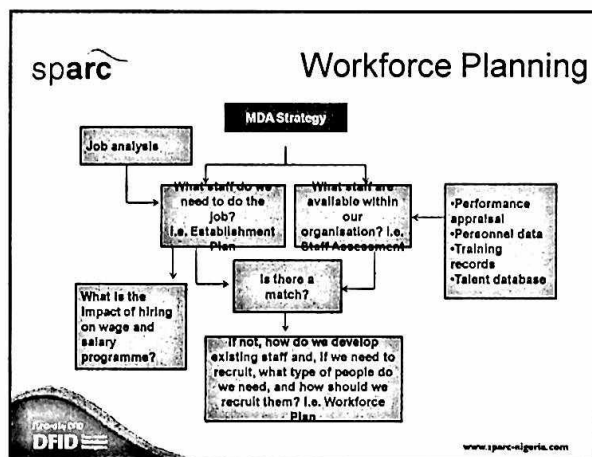 sparc
Workforce Planning
MDA Strategy
Job analysis
What staff do we
need to do the
job?
i.e. Establishment
Plan
What staff are
available within
our
organisation? i.e.
Staff Assessment
•Performance
appraisal
•Personnel data
•Training
records
•Talent database
Is there a
match?
What is the
impact of hiring
on wage and
salary
programme?
If not, how do we develop
existing staff and, if we need to
recruit, what type of people do
we need, and how should we
recruit them? i.e. Workforce
Plan
DFID
www.sparc-nigeria.com